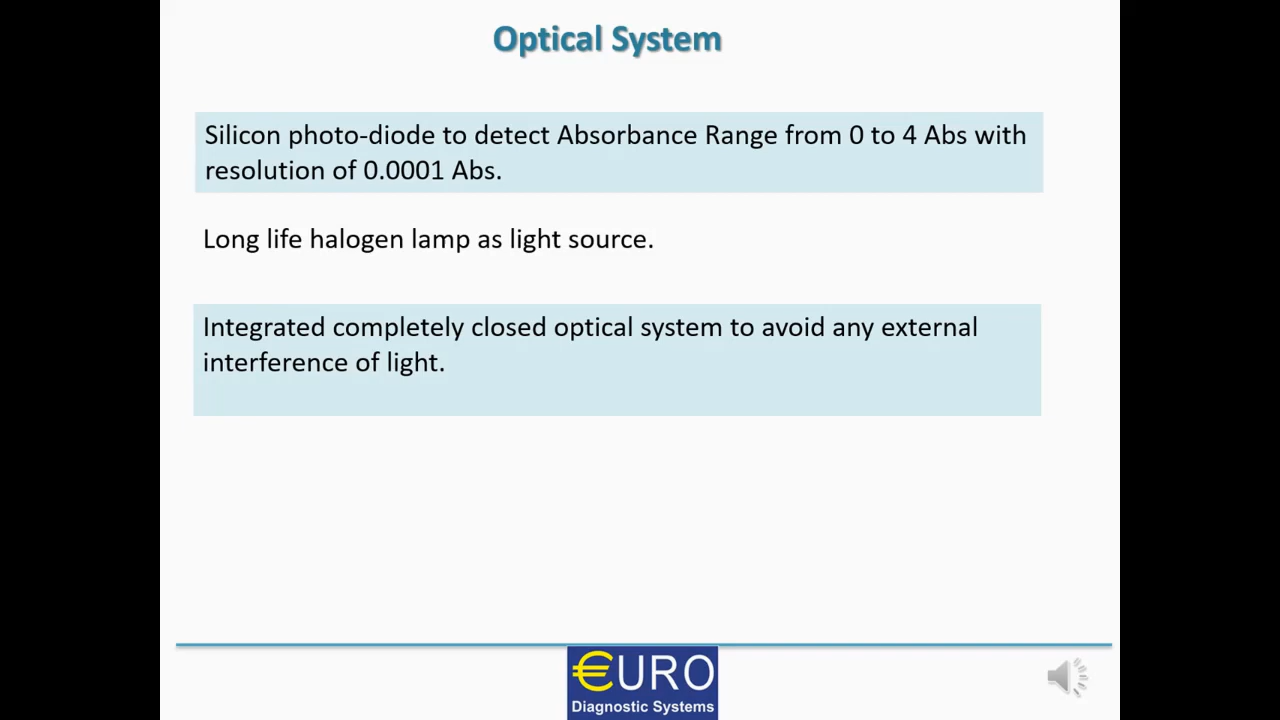 Optical System
Silicon photo-diode to detect Absorbance Range from 0 to 4 Abs with
resolution of 0.0001 Abs.
Long life halogen lamp as light source.
Integrated completely closed optical system to avoid any external
interference of light.
€URO
Diagnostic Systems